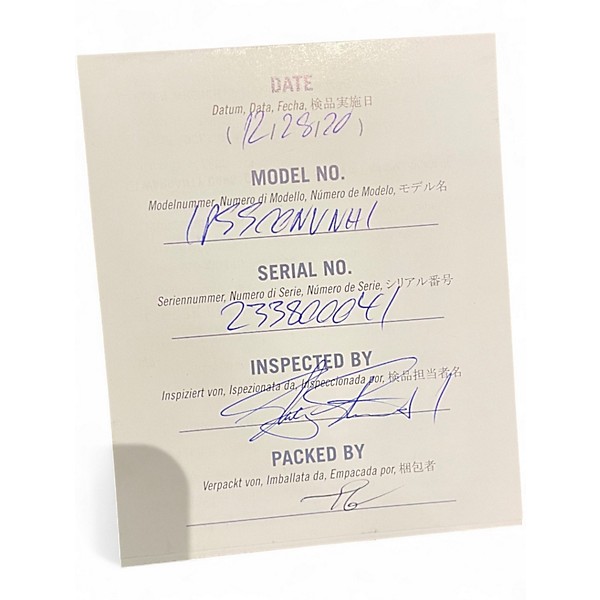 DATE
Datum, Data, Fecha, 検品実施日
(12/28/20)
MODEL NO.
Modelnummer, Numero di Modello, Número de Modelo, モデル名
LPSSC0NVNH1
SERIAL NO.
Seriennummer, Numero di Serie, Número de Serie, シリアル番号
233800041
INSPECTED BY
Inspiziert von, Ispezionata da, Inspeccionada por, 検品担当者名
PACKED BY
Verpackt von, Imballata da, Empacada por, 梱包者